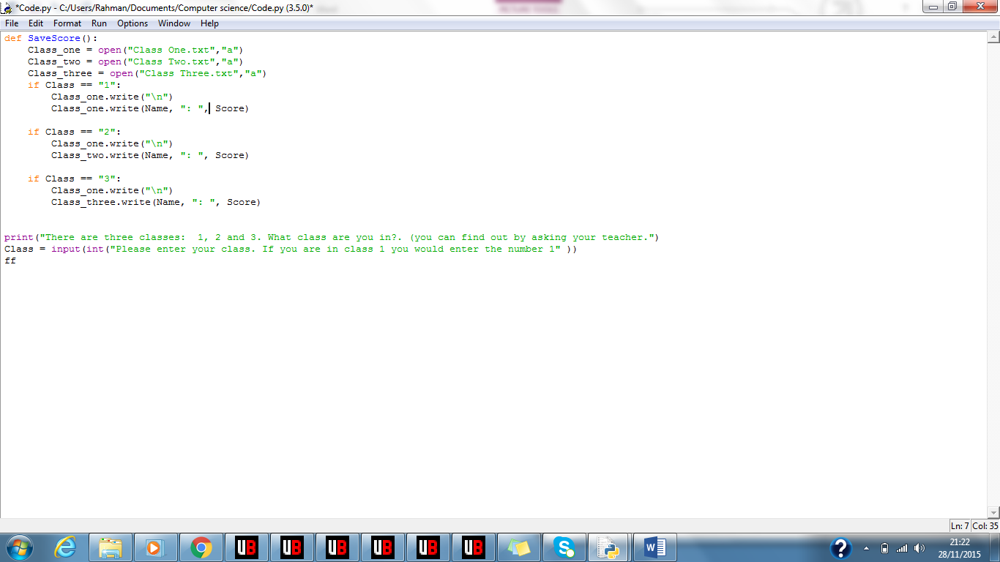 *Code.py - C:/Users/Rahman/Documents/Computer science/Code.py (3.5.0)*
File Edit Format Run Options Window Help
def SaveScore():
    Class_one = open("Class One.txt","a")
    Class_two = open("Class Two.txt","a")
    Class_three = open("Class Three.txt","a")
    if Class == "1":
        Class_one.write("\n")
        Class_one.write(Name, ": ", Score)
    if Class == "2":
        Class_one.write("\n")
        Class_two.write(Name, ": ", Score)
    if Class == "3":
        Class_one.write("\n")
        Class_three.write(Name, ": ", Score)
print("There are three classes:  1, 2 and 3. What class are you in?. (you can find out by asking your teacher.")
Class = input(int("Please enter your class. If you are in class 1 you would enter the number 1" ))
ff
Ln: 7 Col: 35
UB UB UB UB UB UB
21:22
28/11/2015